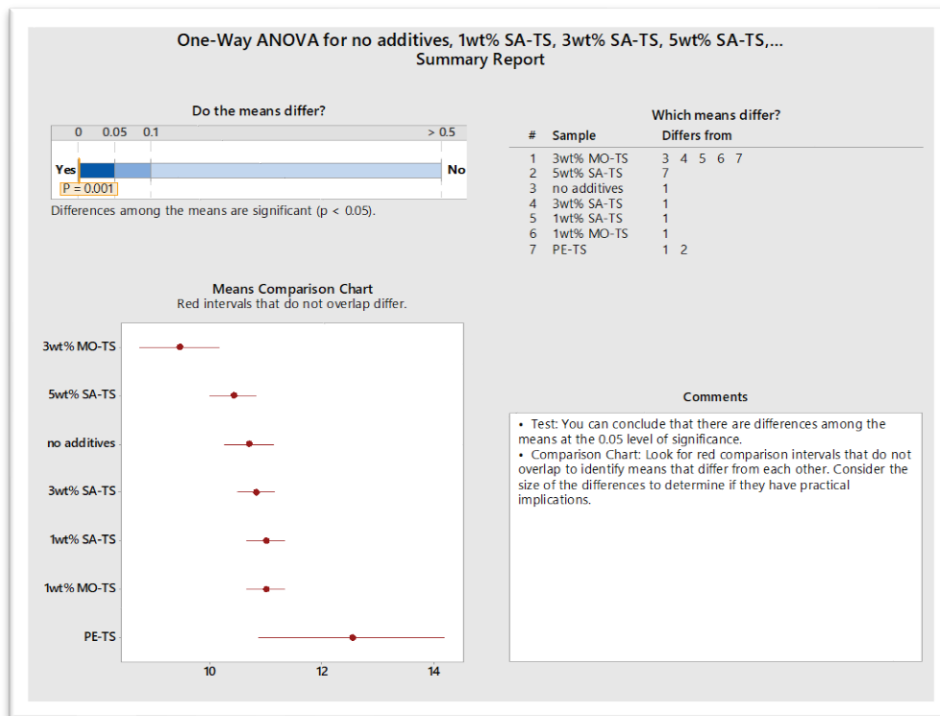 One-Way ANOVA for no additives, 1wt% SA-TS, 3wt% SA-TS, 5wt% SA-TS,...
Summary Report
Do the means differ?
0 0.05 0.1 > 0.5
Yes No
P = 0.001
Differences among the means are significant (p < 0.05).
Which means differ?
# Sample Differs from
1 3wt% MO-TS 3 4 5 6 7
2 5wt% SA-TS 7
3 no additives 1
4 3wt% SA-TS 1
5 1wt% SA-TS 1
6 1wt% MO-TS 1
7 PE-TS 1 2
Means Comparison Chart
Red intervals that do not overlap differ.
3wt% MO-TS
5wt% SA-TS
no additives
3wt% SA-TS
1wt% SA-TS
1wt% MO-TS
PE-TS
10 12 14
Comments
• Test: You can conclude that there are differences among the
means at the 0.05 level of significance.
• Comparison Chart: Look for red comparison intervals that do not
overlap to identify means that differ from each other. Consider the
size of the differences to determine if they have practical
implications.